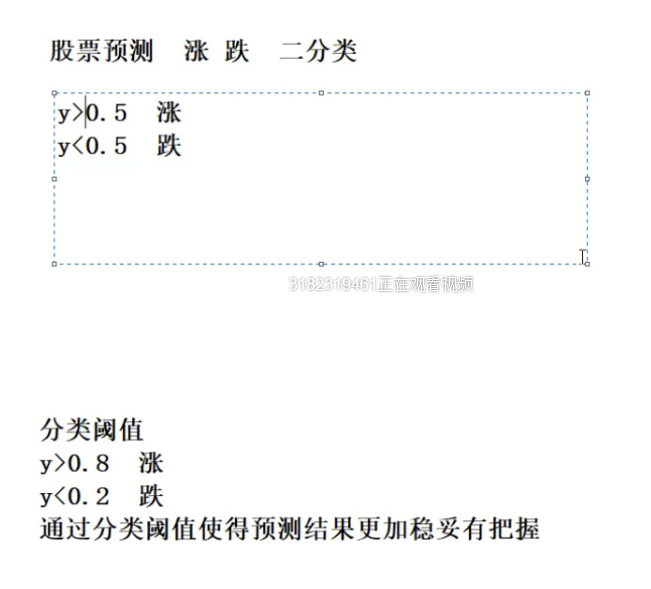 股票预测 涨 跌 二分类
y>0.5 涨
y<0.5 跌
3182319461正在观看视频
分类阈值
y>0.8 涨
y<0.2 跌
通过分类阈值使得预测结果更加稳妥有把握